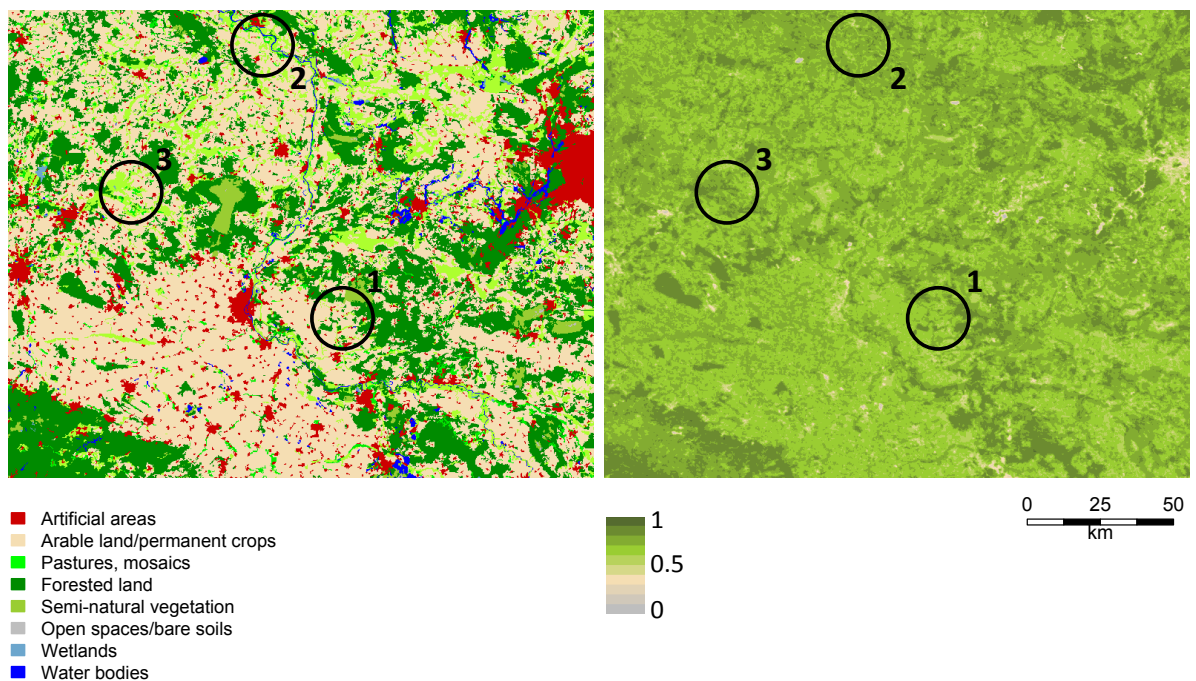 2
3
1
2
3
1
Artificial areas
Arable land/permanent crops
Pastures, mosaics
Forested land
Semi-natural vegetation
Open spaces/bare soils
Wetlands
Water bodies
1
0.5
0
0 25 50
km